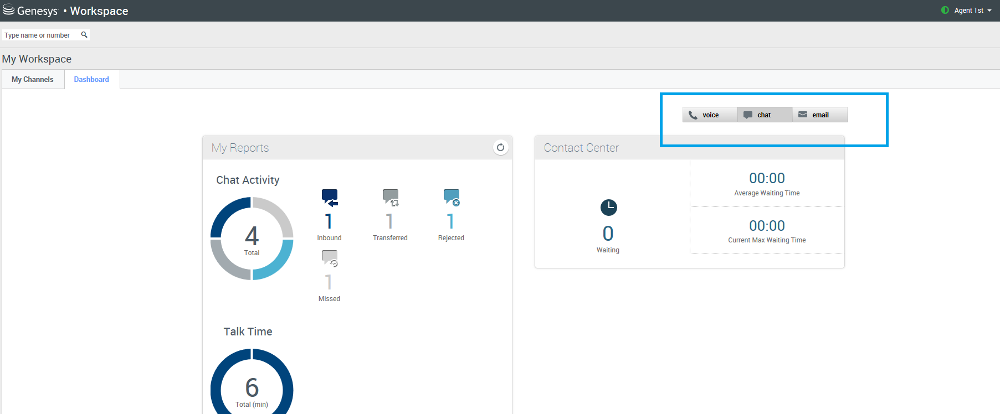 Genesys • Workspace
Agent 1st
Type name or number
My Workspace
My Channels
Dashboard
voice
chat
email
My Reports
Chat Activity
4
Total
1
Inbound
1
Transferred
1
Rejected
1
Missed
Talk Time
6
Total (min)
Contact Center
0
Waiting
00:00
Average Waiting Time
00:00
Current Max Waiting Time